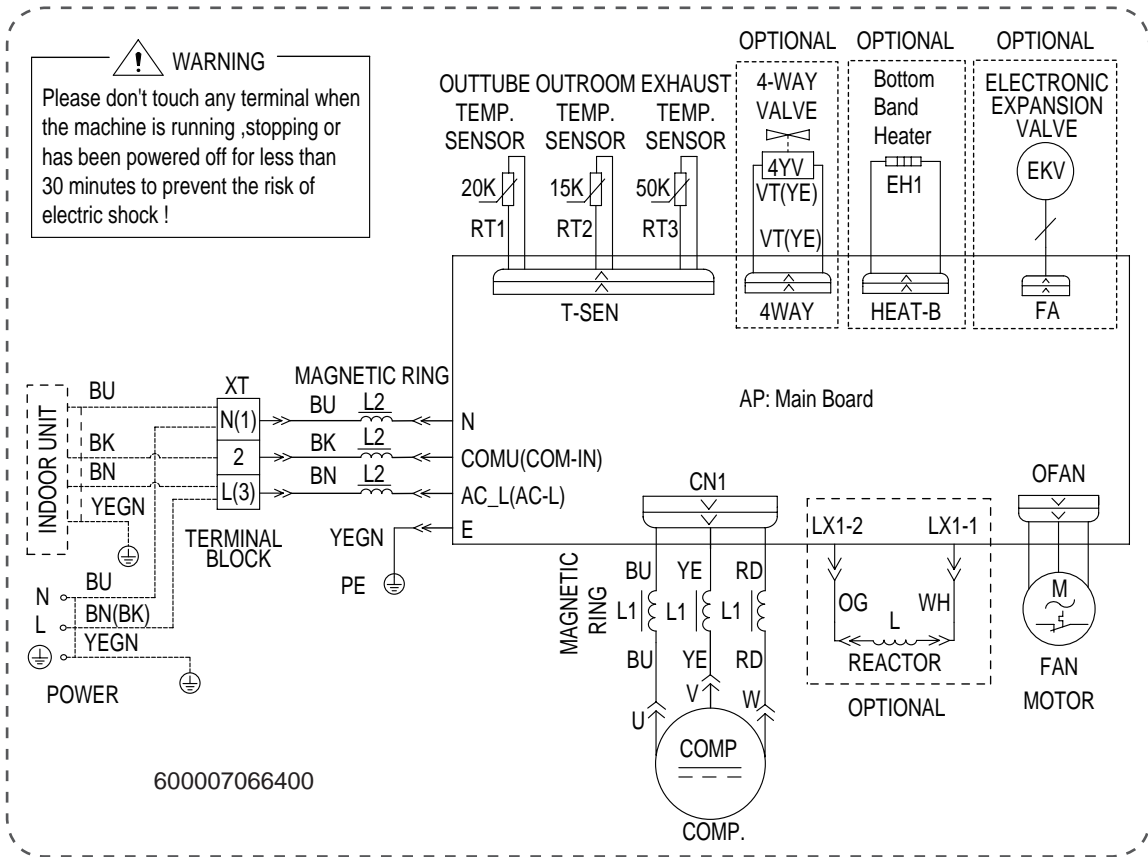 WARNING
Please don't touch any terminal when
the machine is running ,stopping or
has been powered off for less than
30 minutes to prevent the risk of
electric shock !
OUTTUBE OUTROOM EXHAUST
TEMP. TEMP. TEMP.
SENSOR SENSOR SENSOR
20K 15K 50K
RT1 RT2 RT3
T-SEN
OPTIONAL
4-WAY
VALVE
4YV
VT(YE)
VT(YE)
4WAY
OPTIONAL
Bottom
Band
Heater
EH1
HEAT-B
OPTIONAL
ELECTRONIC
EXPANSION
VALVE
EKV
FA
AP: Main Board
INDOOR UNIT
BU
BK
BN
YEGN
XT
N(1)
2
L(3)
TERMINAL
BLOCK
MAGNETIC RING
BU L2
BK L2
BN L2
N
COMU(COM-IN)
AC_L(AC-L)
E
YEGN
PE
N
L
BU
BN(BK)
YEGN
POWER
CN1
MAGNETIC
RING
BU YE RD
L1 L1 L1
BU YE RD
U V W
COMP
COMP.
LX1-2 LX1-1
OG WH
L
REACTOR
OPTIONAL
OFAN
M
FAN
MOTOR
600007066400